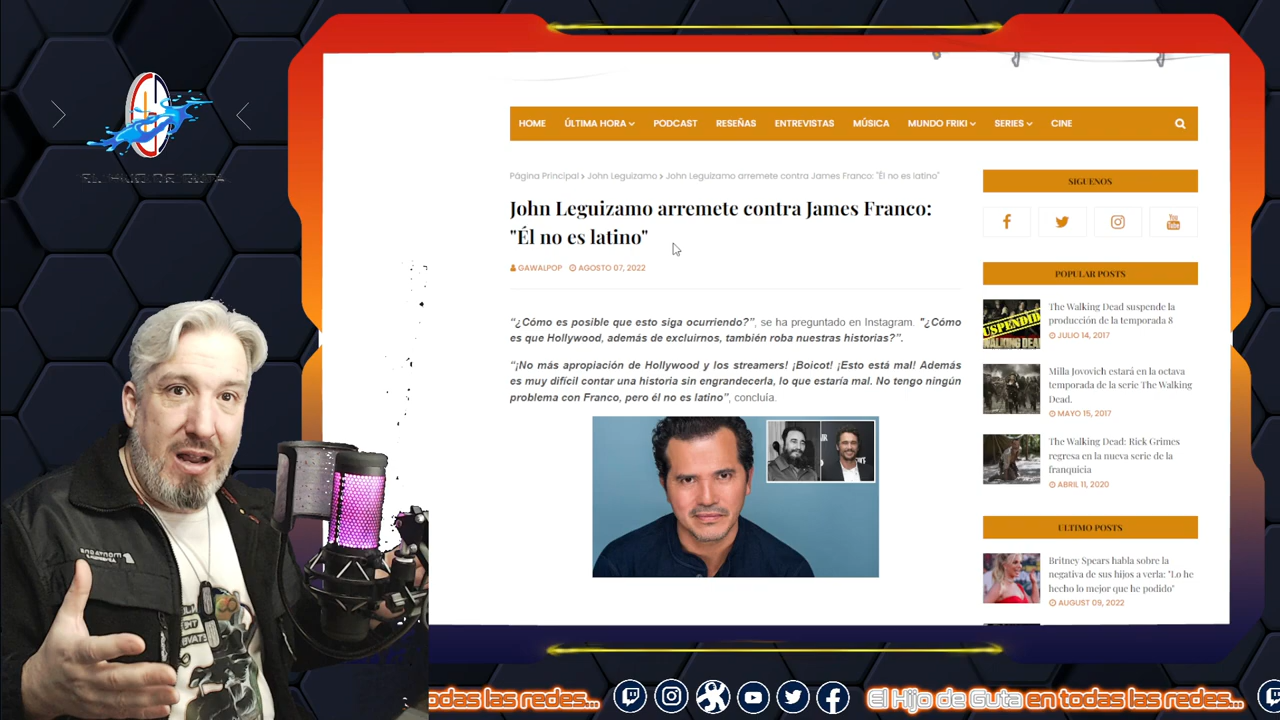 HOME ÚLTIMA HORA PODCAST RESEÑAS ENTREVISTAS MÚSICA MUNDO FRIKI SERIES CINE
Página Principal > John Leguizamo > John Leguizamo arremete contra James Franco: "Él no es latino"
John Leguizamo arremete contra James Franco:
"Él no es latino"
GAWALPOP AGOSTO 07, 2022
“¿Cómo es posible que esto siga ocurriendo?”, se ha preguntado en Instagram. "¿Cómo
es que Hollywood, además de excluirnos, también roba nuestras historias?”.
“¡No más apropiación de Hollywood y los streamers! ¡Boicot! ¡Esto está mal! Además
es muy difícil contar una historia sin engrandecerla, lo que estaría mal. No tengo ningún
problema con Franco, pero él no es latino”, concluía.
SIGUENOS
You
Tube
POPULAR POSTS
SUSPENDID
WALKING DEAD
The Walking Dead suspende la
producción de la temporada 8
JULIO 14, 2017
Milla Jovovich estará en la octava
temporada de la serie The Walking
Dead.
MAYO 15, 2017
The Walking Dead: Rick Grimes
regresa en la nueva serie de la
franquicia
ABRIL 11, 2020
ULTIMO POSTS
Britney Spears habla sobre la
negativa de sus hijos a verla: "Lo he
hecho lo mejor que he podido"
AUGUST 09, 2022
EL HIJO DE GUTA
todas las redes... El Hijo de Guta en todas las redes...